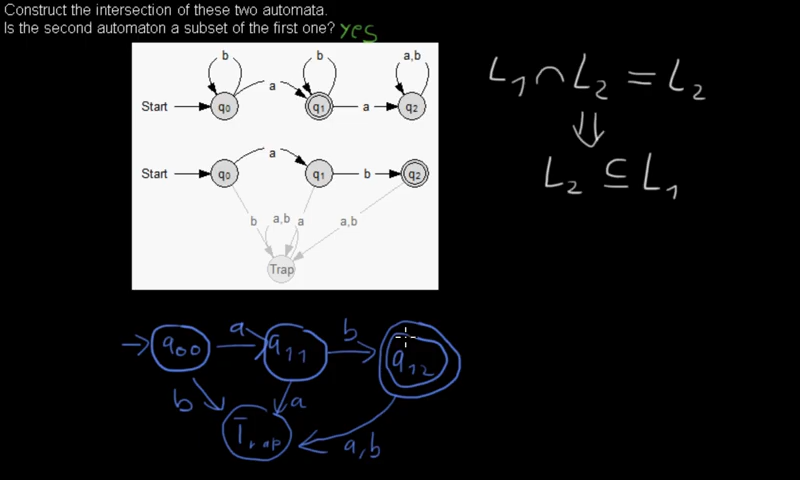 Construct the intersection of these two automata.
Is the second automaton a subset of the first one? yes
b b a,b
a
Start q0 q1 a q2
a
Start q0 q1 b q2
b a,b a a,b
Trap
L1 ∩ L2 = L2
⇓
L2 ⊆ L1
a b
q00 q11 q12
b a
Trap a,b